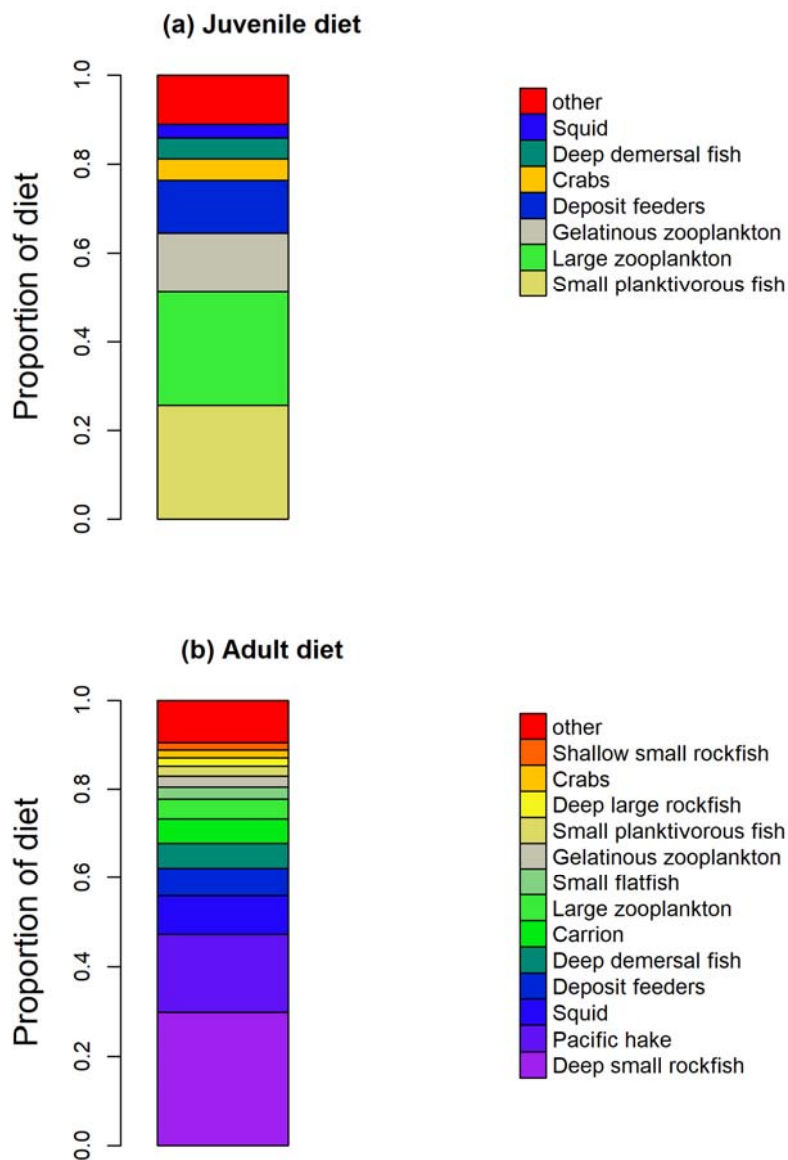 (a) Juvenile diet
Proportion of diet
1.0
0.8
0.6
0.4
0.2
0.0
other
Squid
Deep demersal fish
Crabs
Deposit feeders
Gelatinous zooplankton
Large zooplankton
Small planktivorous fish
(b) Adult diet
Proportion of diet
1.0
0.8
0.6
0.4
0.2
0.0
other
Shallow small rockfish
Crabs
Deep large rockfish
Small planktivorous fish
Gelatinous zooplankton
Small flatfish
Large zooplankton
Carrion
Deep demersal fish
Deposit feeders
Squid
Pacific hake
Deep small rockfish